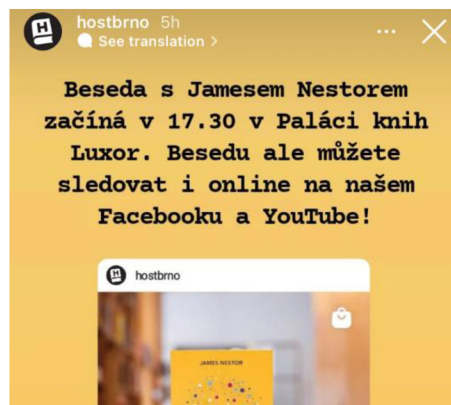 hostbrno 5h
See translation >
Beseda s Jamesem Nestorem
začíná v 17.30 v Paláci knih
Luxor. Besedu ale můžete
sledovat i online na našem
Facebooku a YouTube!
hostbrno
JAMES NESTOR